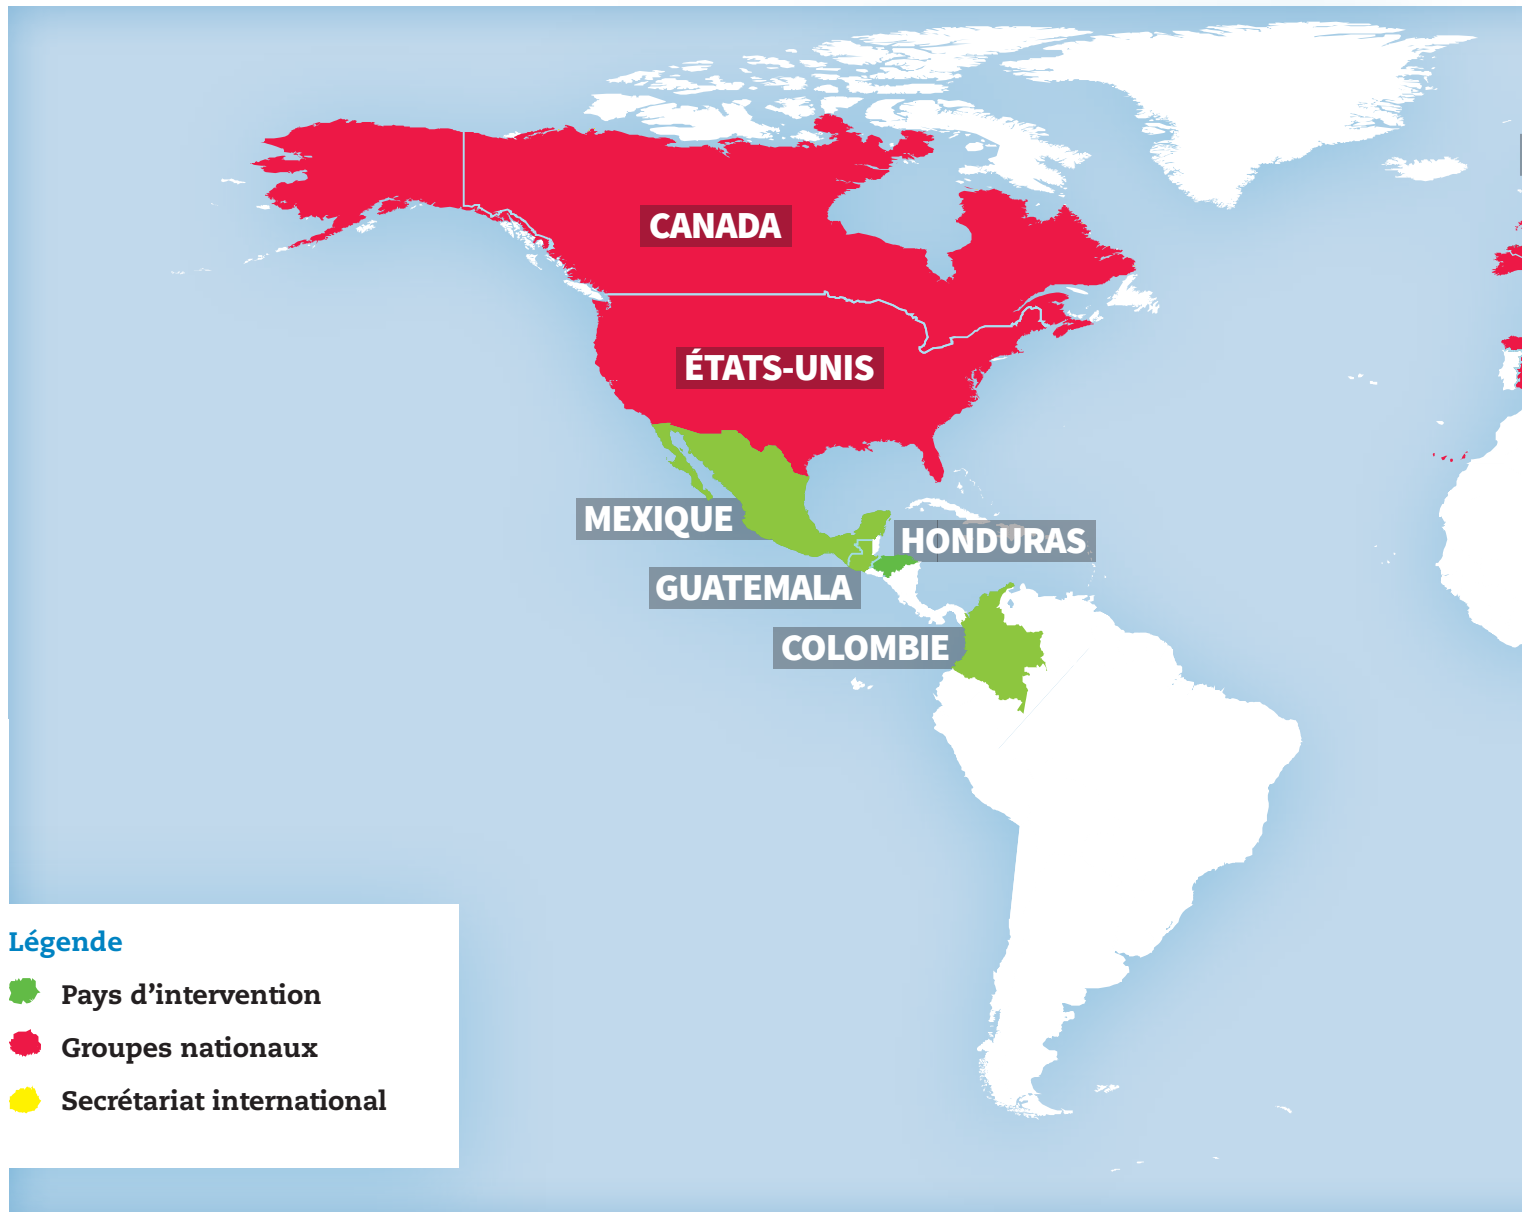 CANADA
ÉTATS-UNIS
MEXIQUE
HONDURAS
GUATEMALA
COLOMBIE
Légende
Pays d’intervention
Groupes nationaux
Secrétariat international